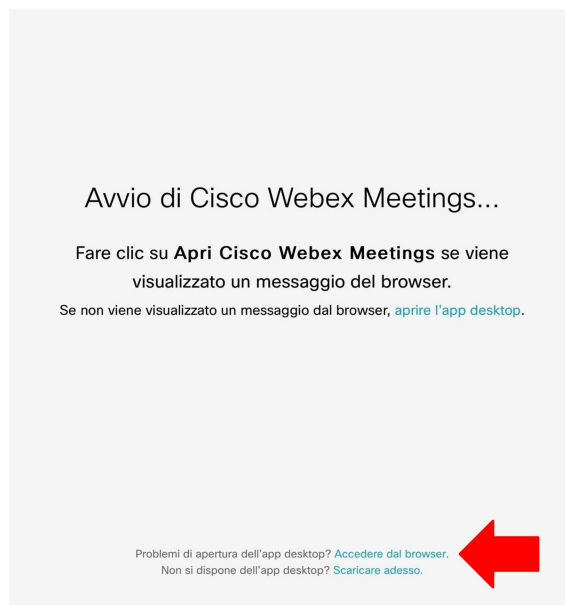 Avvio di Cisco Webex Meetings...
Fare clic su Apri Cisco Webex Meetings se viene
visualizzato un messaggio del browser.
Se non viene visualizzato un messaggio dal browser, aprire l'app desktop.
Problemi di apertura dell'app desktop? Accedere dal browser.
Non si dispone dell'app desktop? Scaricare adesso.